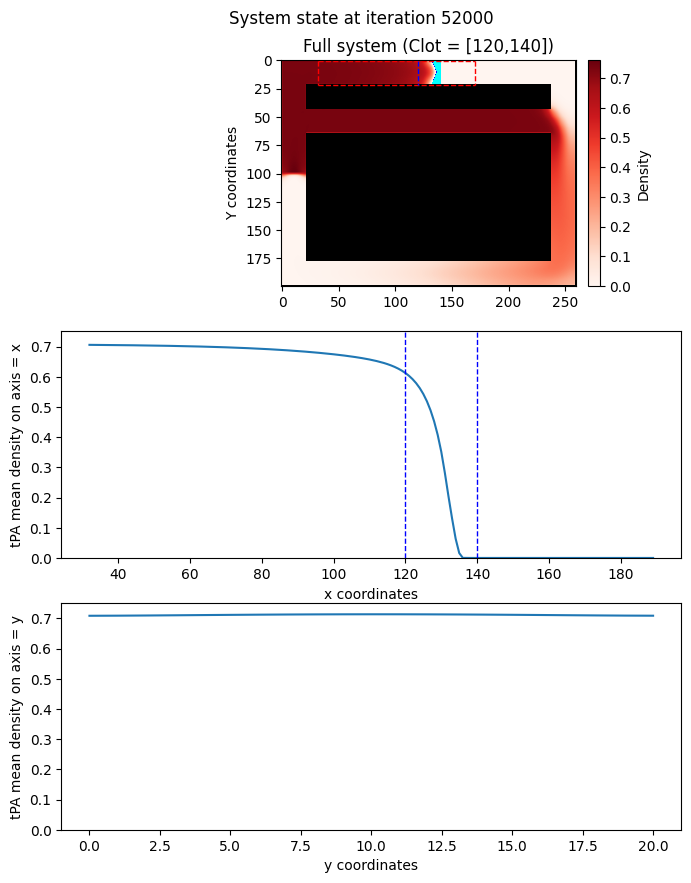 System state at iteration 52000
Full system (Clot = [120,140])
0
25
50
75
100
125
150
175
Y coordinates
0 50 100 150 200 250
0.7
0.6
0.5
0.4
0.3
0.2
0.1
0.0
Density
0.7
0.6
0.5
0.4
0.3
0.2
0.1
0.0
tPA mean density on axis = x
40 60 80 100 120 140 160 180
x coordinates
0.7
0.6
0.5
0.4
0.3
0.2
0.1
0.0
tPA mean density on axis = y
0.0 2.5 5.0 7.5 10.0 12.5 15.0 17.5 20.0
y coordinates